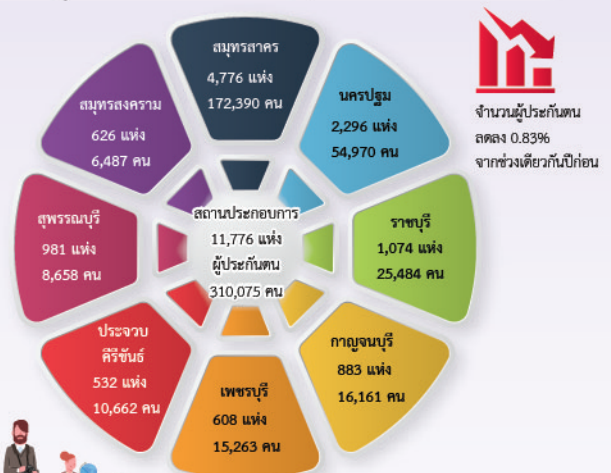 สมุทรสาคร
4,776 แห่ง
172,390 คน
นครปฐม
2,296 แห่ง
54,970 คน
ราชบุรี
1,074 แห่ง
25,484 คน
กาญจนบุรี
883 แห่ง
16,161 คน
เพชรบุรี
608 แห่ง
15,263 คน
ประจวบ
คีรีขันธ์
532 แห่ง
10,662 คน
สุพรรณบุรี
981 แห่ง
8,658 คน
สมุทรสงคราม
626 แห่ง
6,487 คน
สถานประกอบการ
11,776 แห่ง
ผู้ประกันตน
310,075 คน
จำนวนผู้ประกันตน
ลดลง 0.83%
จากช่วงเดียวกันปีก่อน